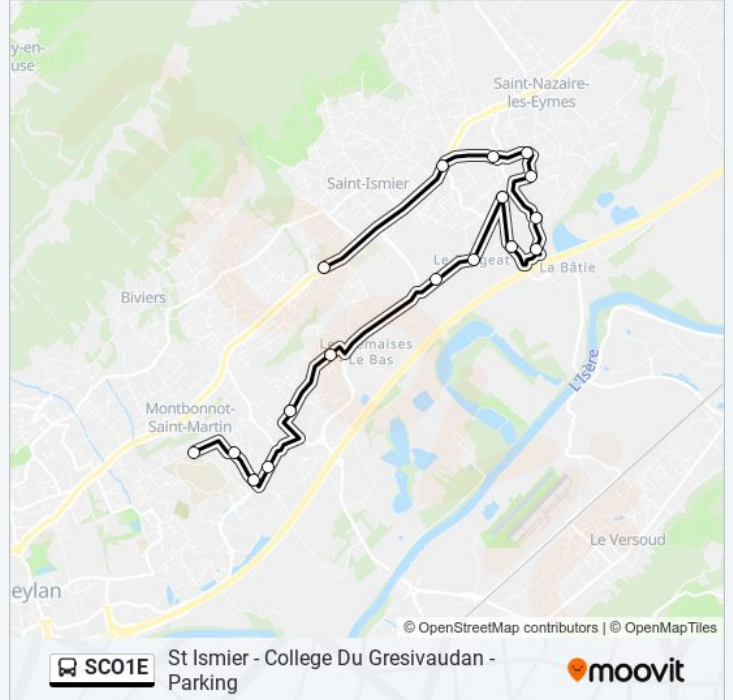 y-en-
use
Saint-Nazaire-
les-Eymes
Saint-Ismier
La Bâtie
Biviers
Le Bas
L'Isère
Montbonnot-
Saint-Martin
Le Versoud
eylan
© OpenStreetMap contributors | © OpenMapTiles
SCO1E
St Ismier - College Du Gresivaudan -
Parking
moovit